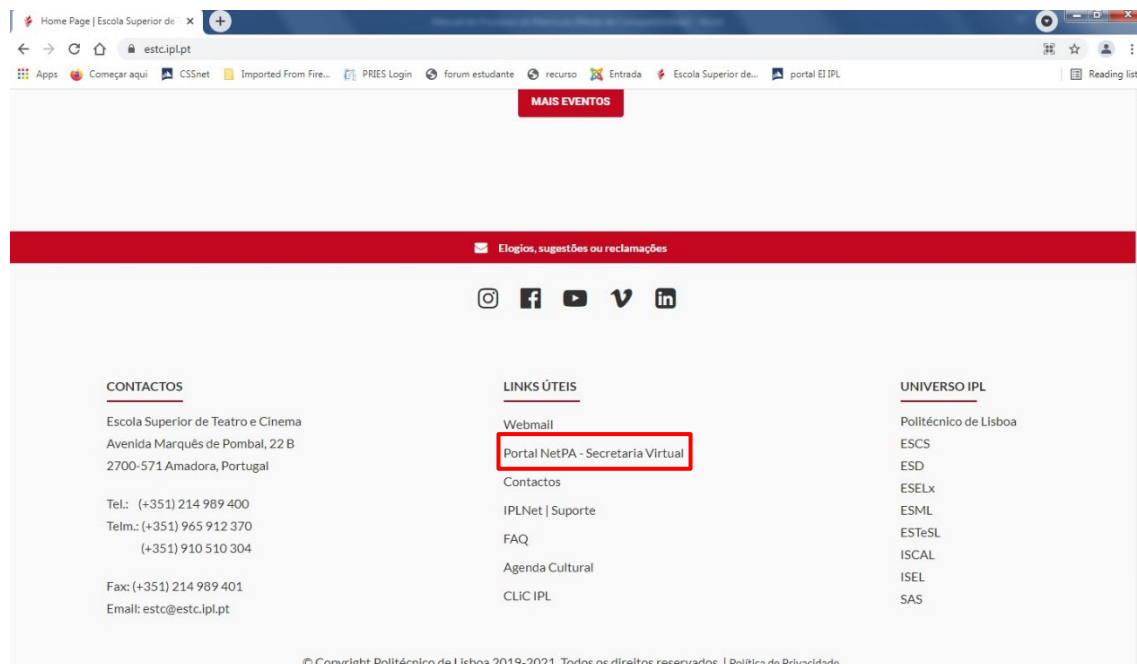 Home Page | Escola Superior de
estc.ipl.pt
Apps
Começar aqui
CSSnet
Imported From Fire...
PRIES Login
forum estudante
recurso
Entrada
Escola Superior de...
portal EI IPL
Reading list
MAIS EVENTOS
Elogios, sugestões ou reclamações
CONTACTOS
Escola Superior de Teatro e Cinema
Avenida Marquês de Pombal, 22 B
2700-571 Amadora, Portugal
Tel.: (+351) 214 989 400
Telm.: (+351) 965 912 370
(+351) 910 510 304
Fax: (+351) 214 989 401
Email: estc@estc.ipl.pt
LINKS ÚTEIS
Webmail
Portal NetPA - Secretaria Virtual
Contactos
IPLNet | Suporte
FAQ
Agenda Cultural
CLiC IPL
UNIVERSO IPL
Politécnico de Lisboa
ESCS
ESD
ESELx
ESML
ESTeSL
ISCAL
ISEL
SAS
© Copyright Politécnico de Lisboa 2019-2021. Todos os direitos reservados. | Política de Privacidade